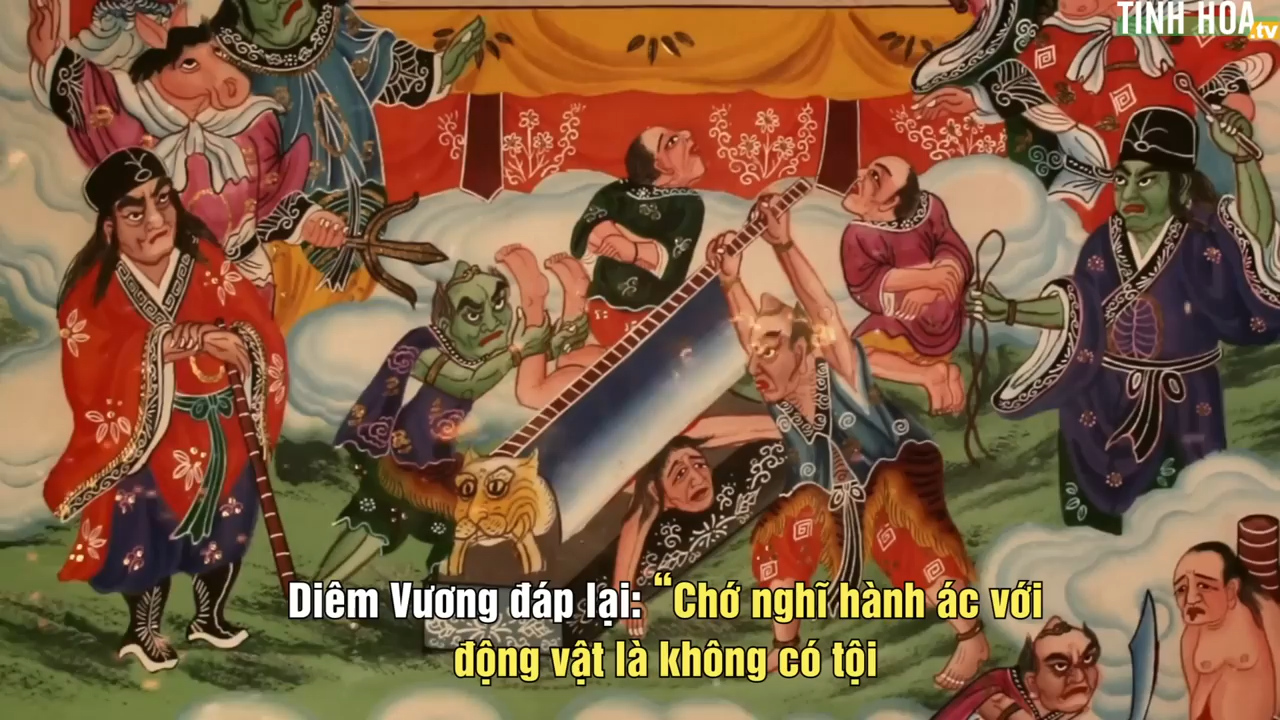 TINH HOA
.tv
Diêm Vương đáp lại: “Chớ nghĩ hành ác với
động vật là không có tội